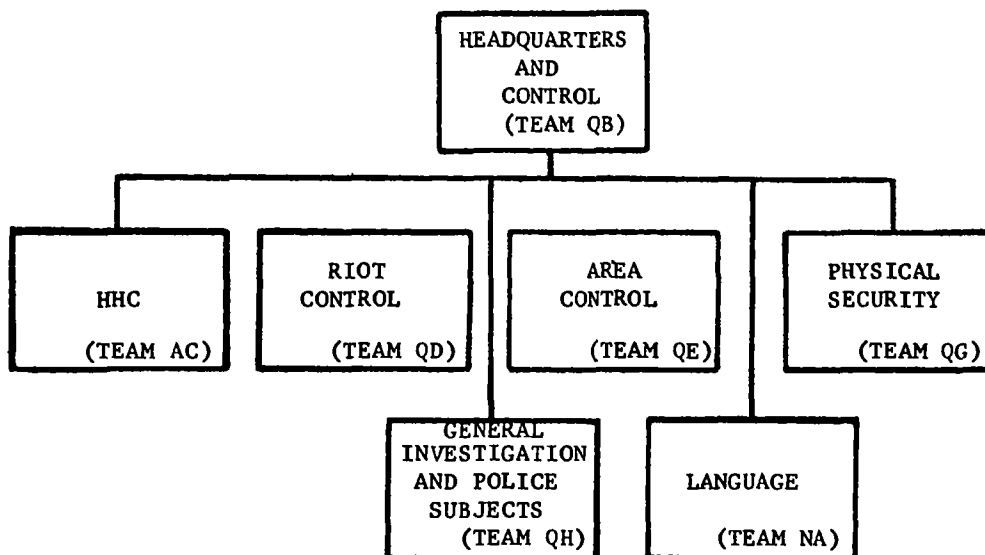 HEADQUARTERS
AND
CONTROL
(TEAM QB)
HHC
(TEAM AC)
RIOT
CONTROL
(TEAM QD)
AREA
CONTROL
(TEAM QE)
PHYSICAL
SECURITY
(TEAM QG)
GENERAL
INVESTIGATION
AND POLICE
SUBJECTS
(TEAM QH)
LANGUAGE
(TEAM NA)